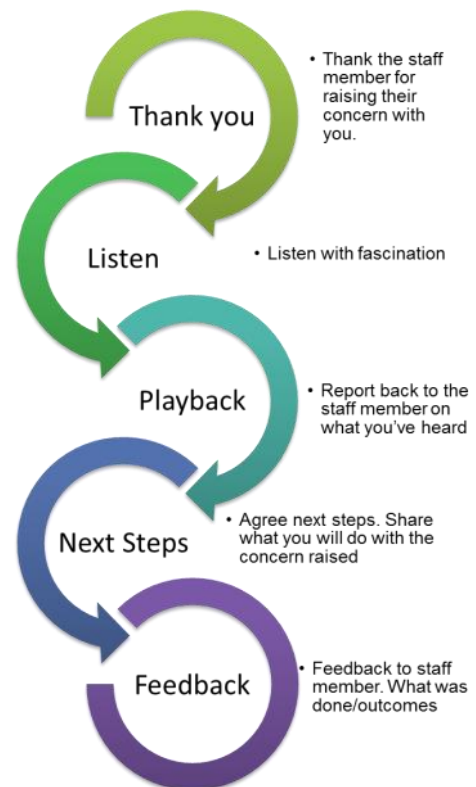 Thank you
• Thank the staff
member for
raising their
concern with
you.
Listen
• Listen with fascination
Playback
• Report back to the
staff member on
what you've heard
Next Steps
• Agree next steps. Share
what you will do with the
concern raised
Feedback
• Feedback to staff
member. What was
done/outcomes